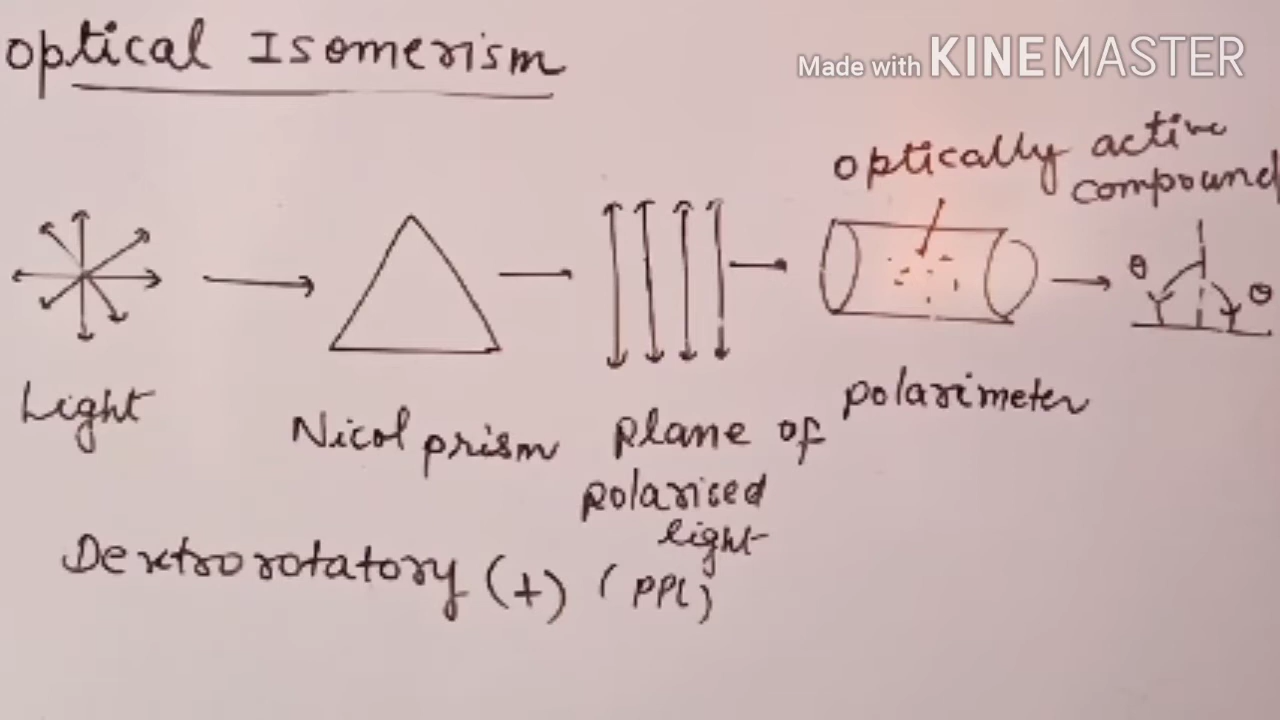 Optical Isomerism
Made with KINEMASTER
optically active
compound
θ
θ
Light
Nicol prism
plane of
polarised
light
polarimeter
Dextrorotatory (+) (PPL)